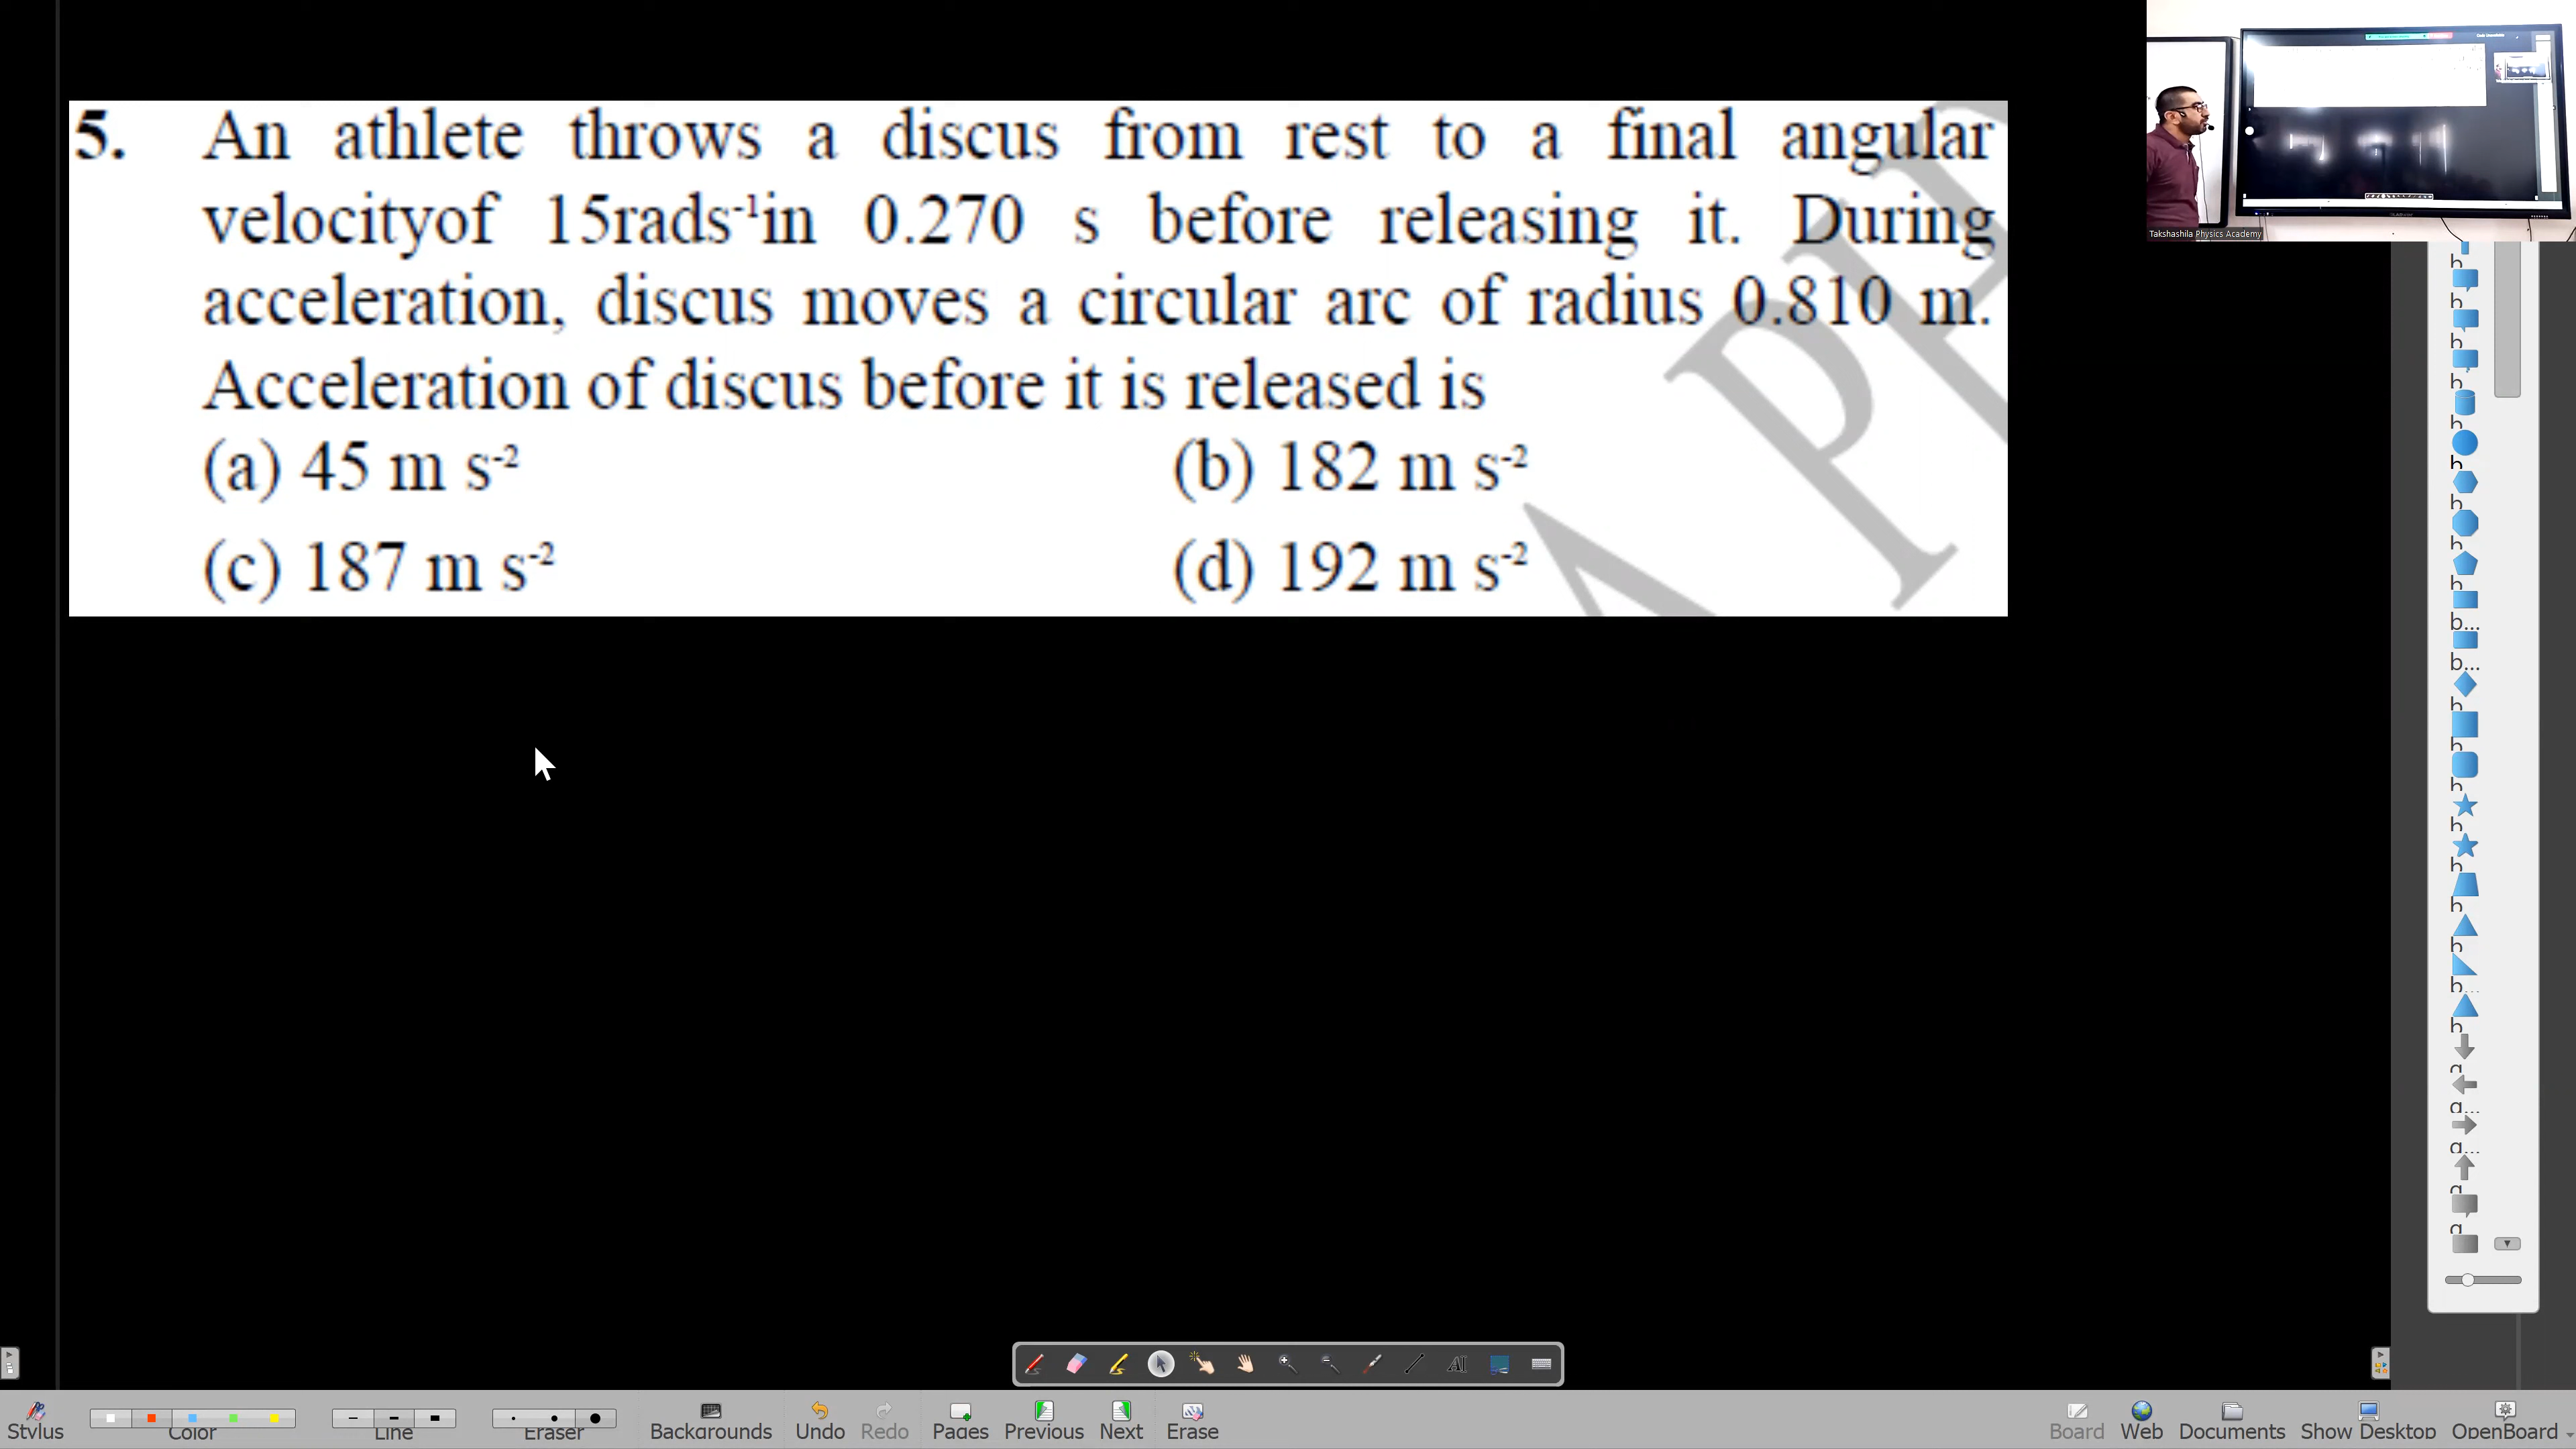 5. An athlete throws a discus from rest to a final angular
velocityof 15rads-1in 0.270 s before releasing it. During
acceleration, discus moves a circular arc of radius 0.810 m.
Acceleration of discus before it is released is
(a) 45 m s-2 (b) 182 m s-2
(c) 187 m s-2 (d) 192 m s-2
Takshashila Physics Academy
b
b
b
b
b
b
b
b
b
b...
b...
b
b
b
b
b
b
b
b...
b
a...
a...
Stylus Color Line Eraser Backgrounds Undo Redo Pages Previous Next Erase Board Web Documents Show Desktop OpenBoard